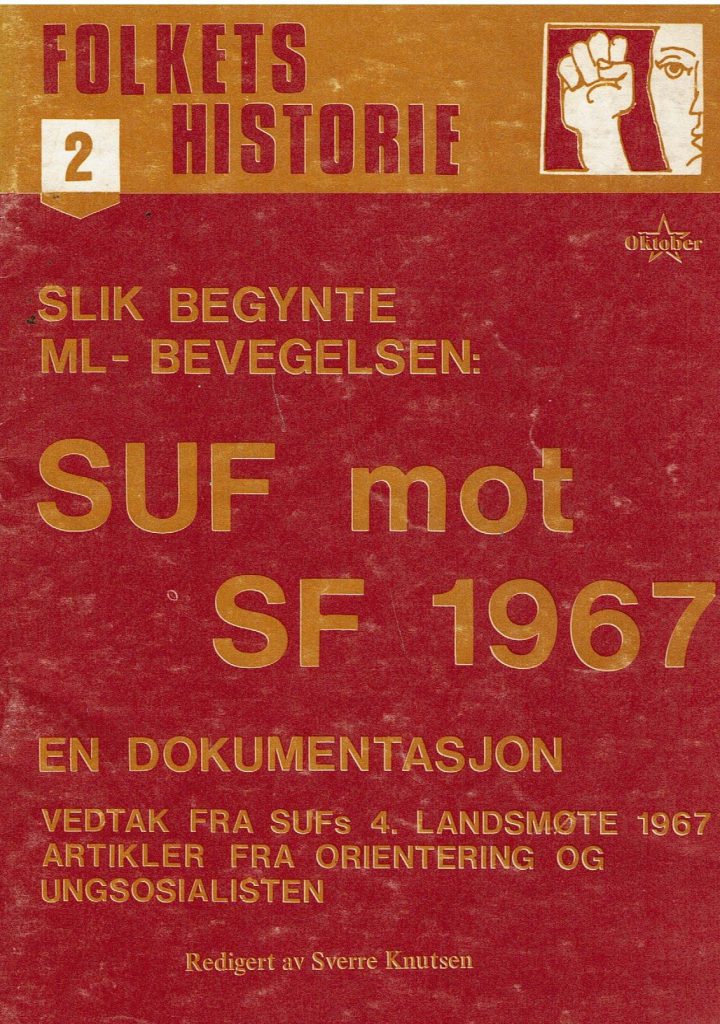 FOLKETS
HISTORIE
2
Oktober
SLIK BEGYNTE
ML- BEVEGELSEN:
SUF mot
SF 1967
EN DOKUMENTASJON
VEDTAK FRA SUFs 4. LANDSMØTE 1967
ARTIKLER FRA ORIENTERING OG
UNGSOSIALISTEN
Redigert av Sverre Knutsen